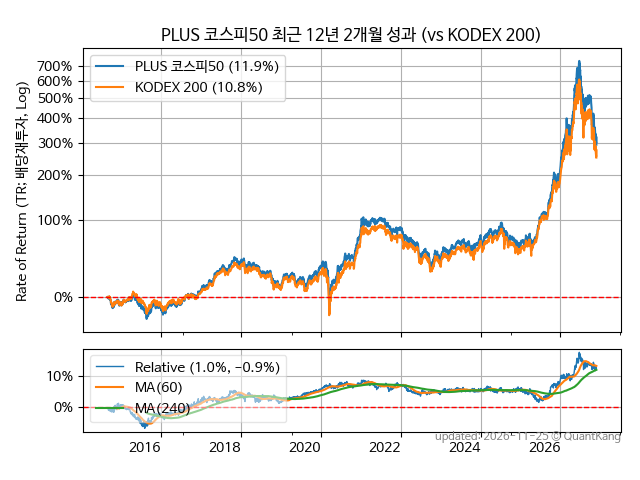 PLUS 코스피50 최근 12년 2개월 성과 (vs KODEX 200)
Rate of Return (TR; 배당재투자, Log)
700%
600%
500%
400%
300%
200%
100%
0%
PLUS 코스피50 (11.9%)
KODEX 200 (10.8%)
10%
0%
Relative (1.0%, −0.9%)
MA(60)
MA(240)
2016
2018
2020
2022
2024
2026
updated: 2026-11-25 © QuantKang